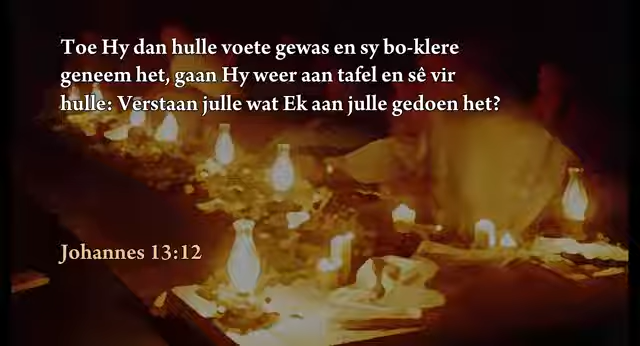 Toe Hy dan hulle voete gewas en sy bo-klere
geneem het, gaan Hy weer aan tafel en sê vir
hulle: Verstaan julle wat Ek aan julle gedoen het?
Johannes 13:12